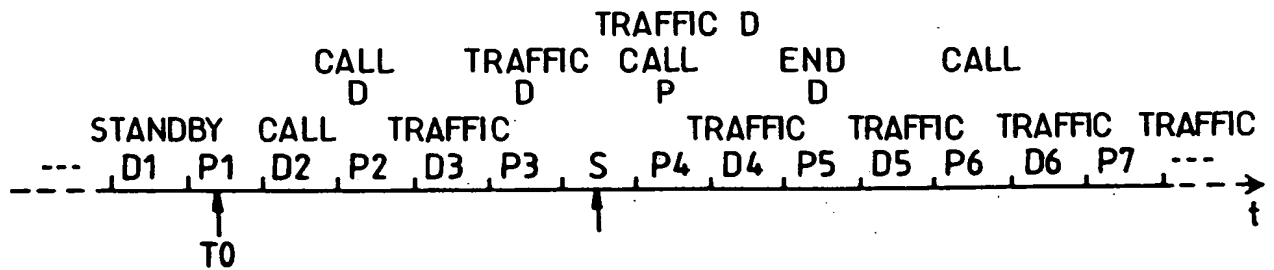 TRAFFIC D
CALL TRAFFIC CALL END CALL
D D P D
STANDBY CALL TRAFFIC TRAFFIC TRAFFIC TRAFFIC TRAFFIC
--- D1 P1 D2 P2 D3 P3 S P4 D4 P5 D5 P6 D6 P7 ---
t
T0